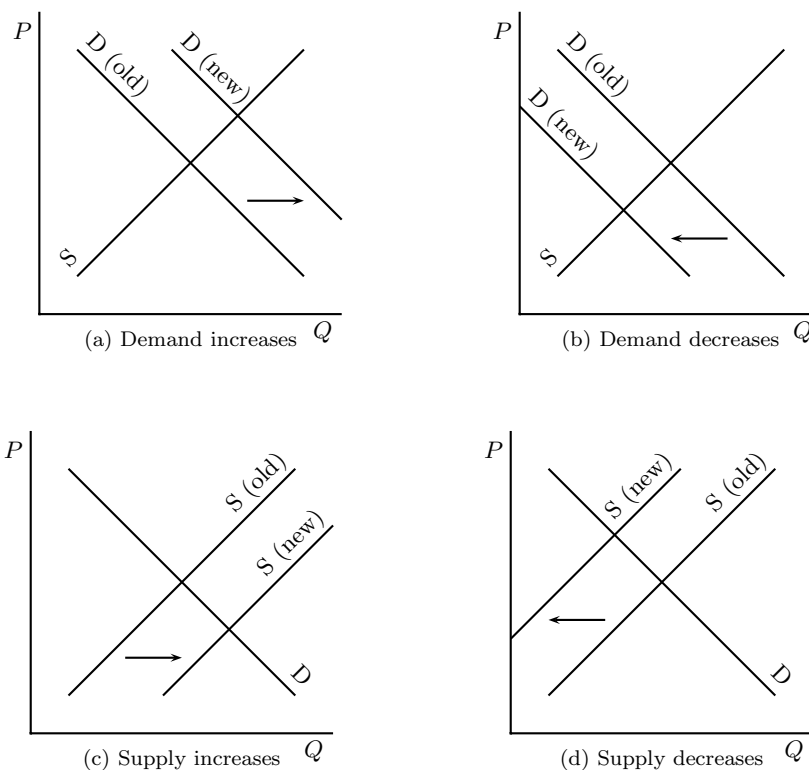 P
D (old)
D (new)
S
Q
(a) Demand increases
P
D (old)
D (new)
S
Q
(b) Demand decreases
P
S (old)
S (new)
D
Q
(c) Supply increases
P
S (new)
S (old)
D
Q
(d) Supply decreases